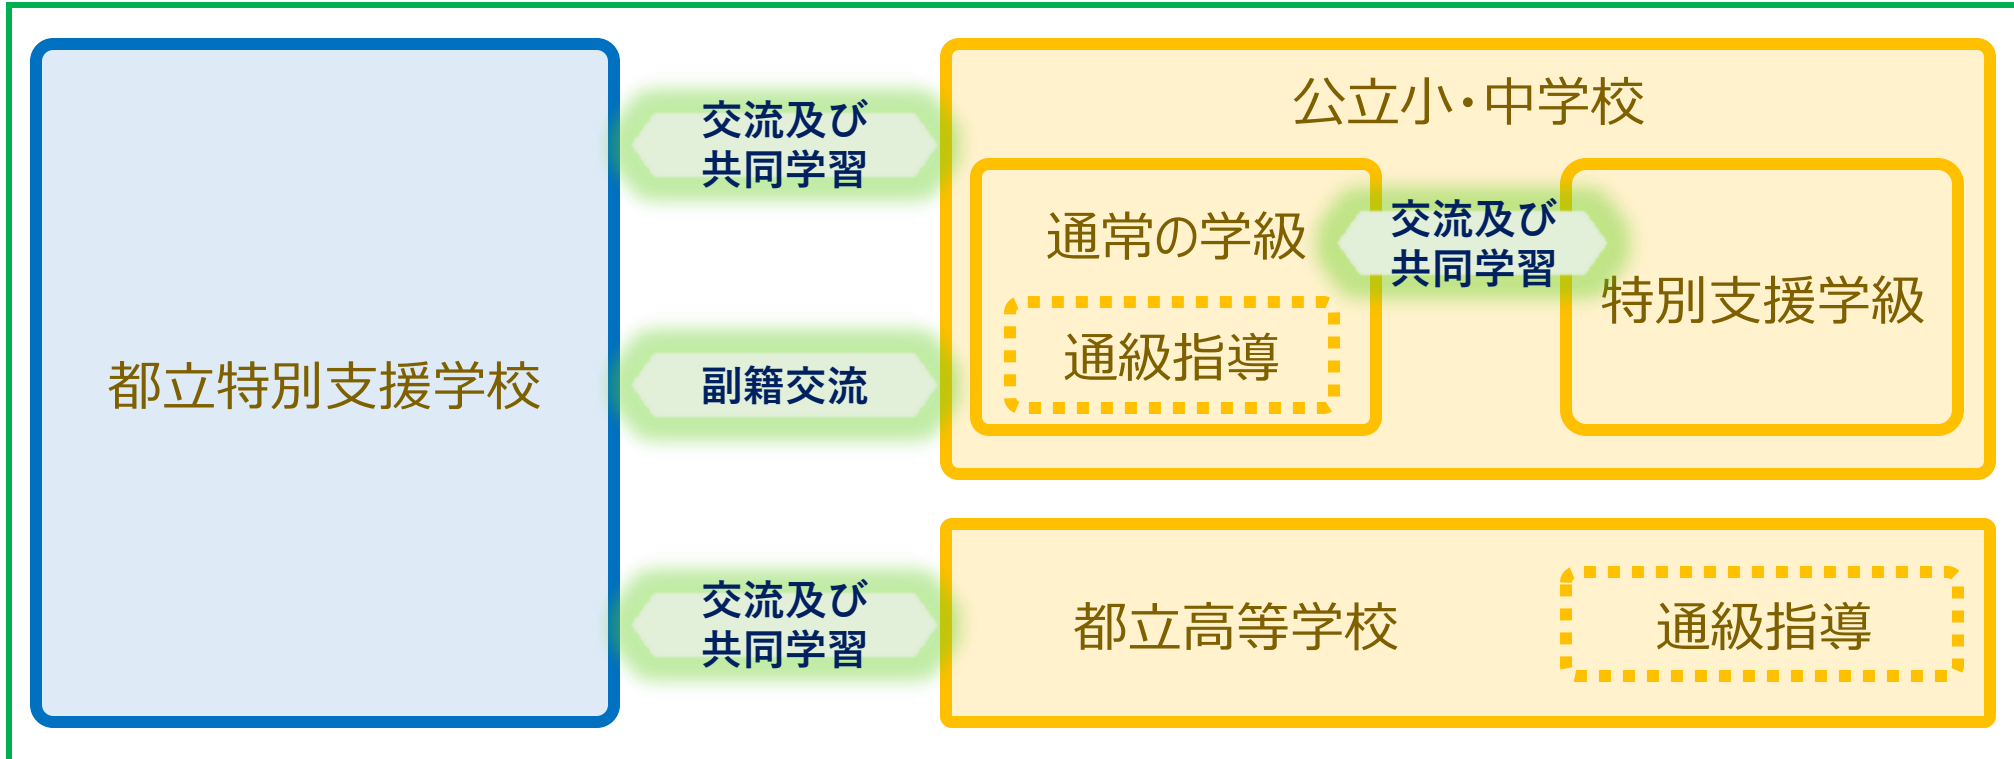 都立特別支援学校
交流及び
共同学習
副籍交流
交流及び
共同学習
公立小・中学校
通常の学級
通級指導
交流及び
共同学習
特別支援学級
都立高等学校
通級指導